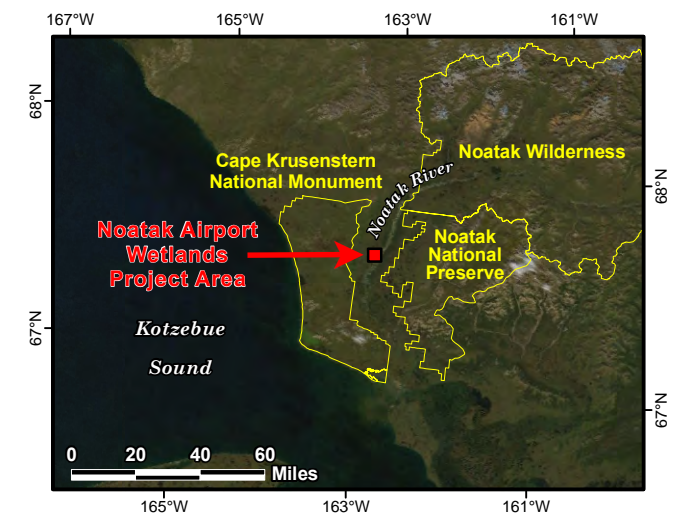 167°W 165°W 163°W 161°W
68°N
68°N
Cape Krusenstern
National Monument
Noatak Wilderness
Noatak River
Noatak Airport
Wetlands
Project Area
Noatak
National
Preserve
67°N
Kotzebue
Sound
67°N
0 20 40 60
Miles
165°W 163°W 161°W